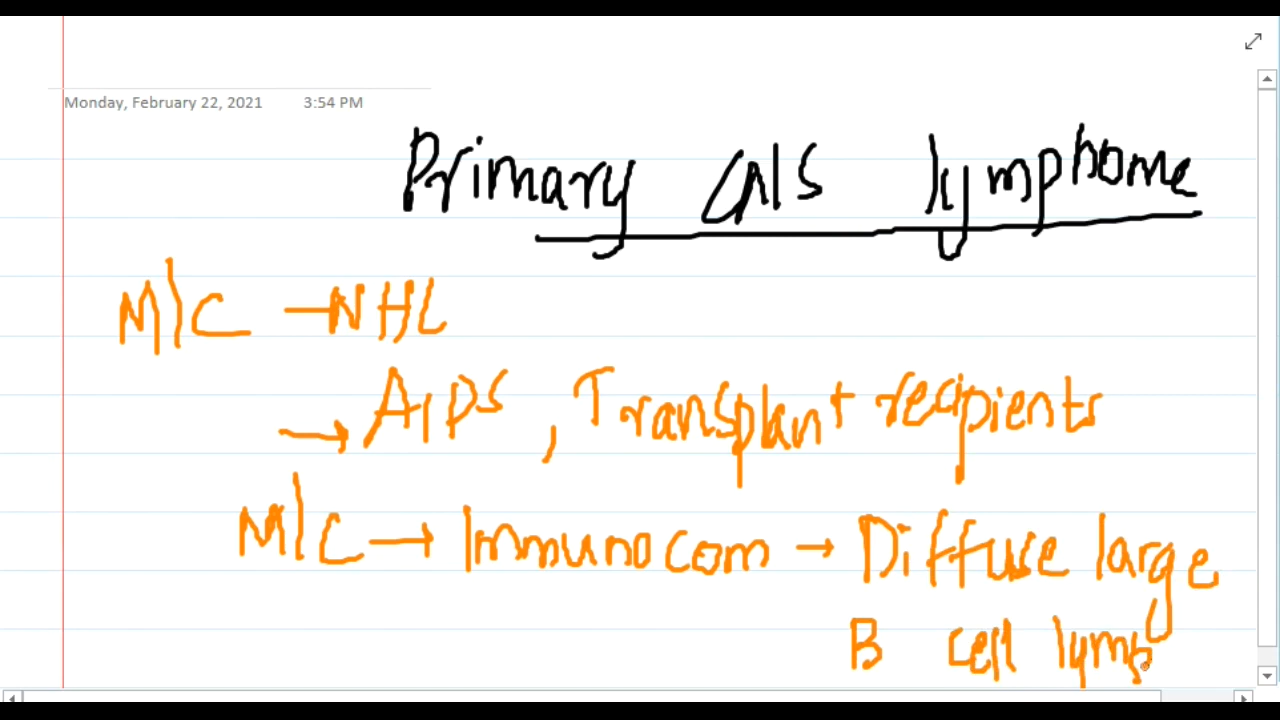 Monday, February 22, 2021 3:54 PM
Primary CNS lymphome
M/C → NHL
→ AIDS, Transplant recipients
M/C → Immunocom → Diffuse large
B cell lymp